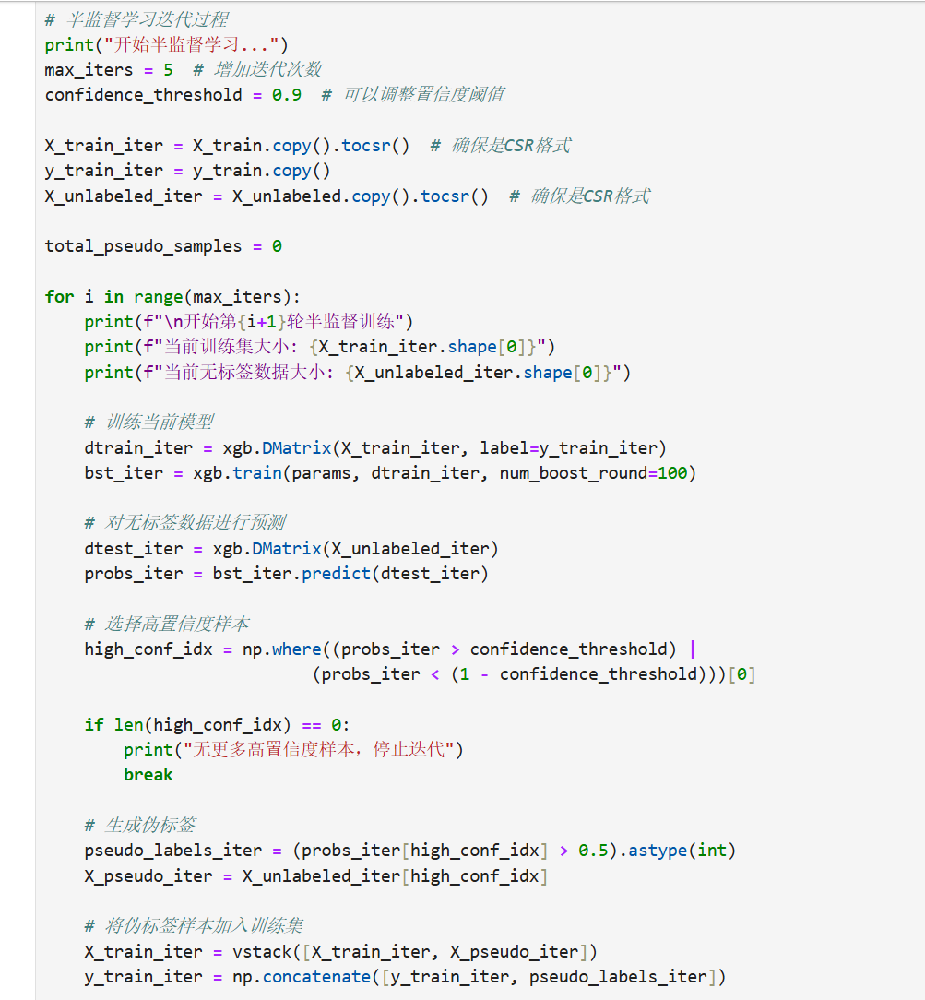 # 半监督学习迭代过程
print("开始半监督学习...")
max_iters = 5  # 增加迭代次数
confidence_threshold = 0.9  # 可以调整置信度阈值
X_train_iter = X_train.copy().tocsr()  # 确保是CSR格式
y_train_iter = y_train.copy()
X_unlabeled_iter = X_unlabeled.copy().tocsr()  # 确保是CSR格式
total_pseudo_samples = 0
for i in range(max_iters):
    print(f"\n开始第{i+1}轮半监督训练")
    print(f"当前训练集大小: {X_train_iter.shape[0]}")
    print(f"当前无标签数据大小: {X_unlabeled_iter.shape[0]}")
    # 训练当前模型
    dtrain_iter = xgb.DMatrix(X_train_iter, label=y_train_iter)
    bst_iter = xgb.train(params, dtrain_iter, num_boost_round=100)
    # 对无标签数据进行预测
    dtest_iter = xgb.DMatrix(X_unlabeled_iter)
    probs_iter = bst_iter.predict(dtest_iter)
    # 选择高置信度样本
    high_conf_idx = np.where((probs_iter > confidence_threshold) |
                           (probs_iter < (1 - confidence_threshold)))[0]
    if len(high_conf_idx) == 0:
        print("无更多高置信度样本，停止迭代")
        break
    # 生成伪标签
    pseudo_labels_iter = (probs_iter[high_conf_idx] > 0.5).astype(int)
    X_pseudo_iter = X_unlabeled_iter[high_conf_idx]
    # 将伪标签样本加入训练集
    X_train_iter = vstack([X_train_iter, X_pseudo_iter])
    y_train_iter = np.concatenate([y_train_iter, pseudo_labels_iter])